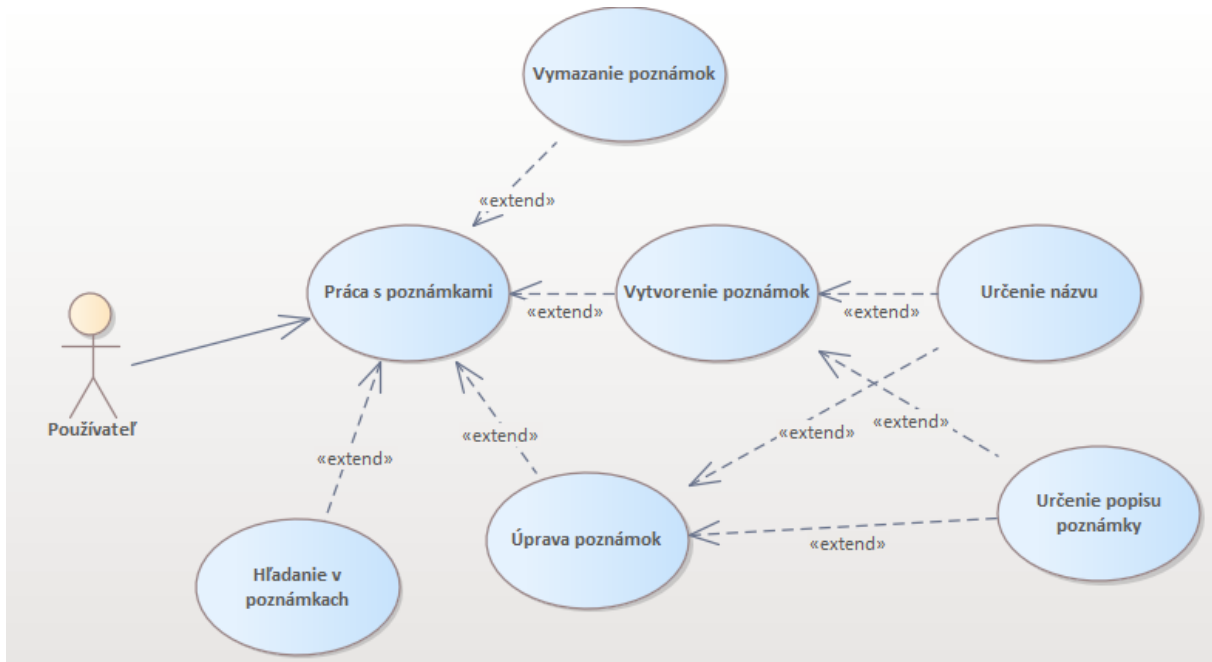 Vymazanie poznámok
«extend»
Práca s poznámkami
«extend»
Vytvorenie poznámok
«extend»
Určenie názvu
Používateľ
«extend»
«extend»
«extend»
«extend»
Hľadanie v
poznámkach
Úprava poznámok
«extend»
Určenie popisu
poznámky